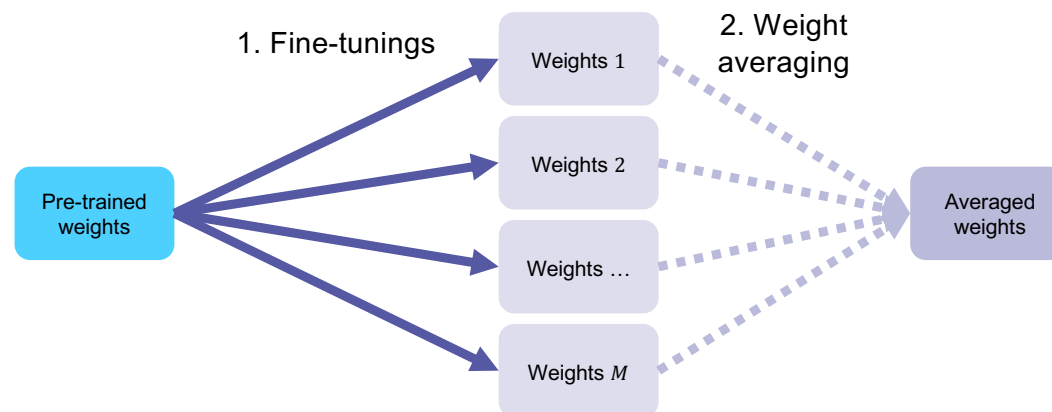 1. Fine-tunings
2. Weight
averaging
Weights 1
Weights 2
Pre-trained
weights
Averaged
weights
Weights …
Weights M